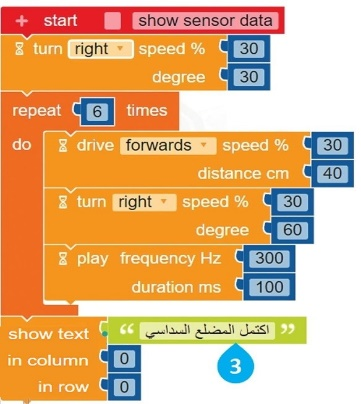 + start show sensor data
turn right speed % 30
degree 30
repeat 6 times
do drive forwards speed % 30
distance cm 40
turn right speed % 30
degree 60
play frequency Hz 300
duration ms 100
show text “ اكتمل المضلع السداسي ”
in column 0
3
in row 0